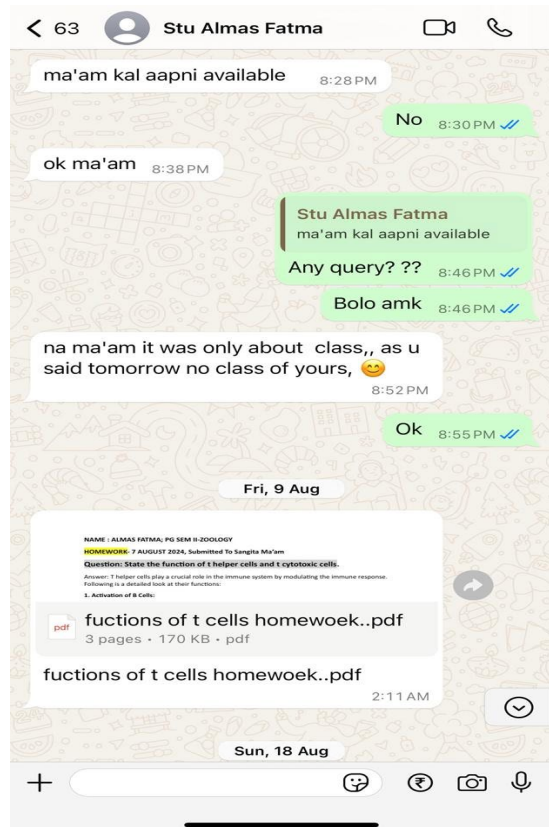 63 Stu Almas Fatma
ma'am kal aapni available 8:28 PM
No 8:30 PM
ok ma'am 8:38 PM
Stu Almas Fatma
ma'am kal aapni available
Any query? ?? 8:46 PM
Bolo amk 8:46 PM
na ma'am it was only about class,, as u
said tomorrow no class of yours, 😊
8:52 PM
Ok 8:55 PM
Fri, 9 Aug
NAME : ALMAS FATMA; PG SEM II-ZOOLOGY
HOMEWORK- 7 AUGUST 2024, Submitted To Sangita Ma'am
Question: State the function of t helper cells and t cytotoxic cells.
Answer: T helper cells play a crucial role in the immune system by modulating the immune response.
Following is a detailed look at their functions:
1. Activation of B Cells:
pdf
fuctions of t cells homewoek..pdf
3 pages • 170 KB • pdf
fuctions of t cells homewoek..pdf
2:11 AM
Sun, 18 Aug
₹